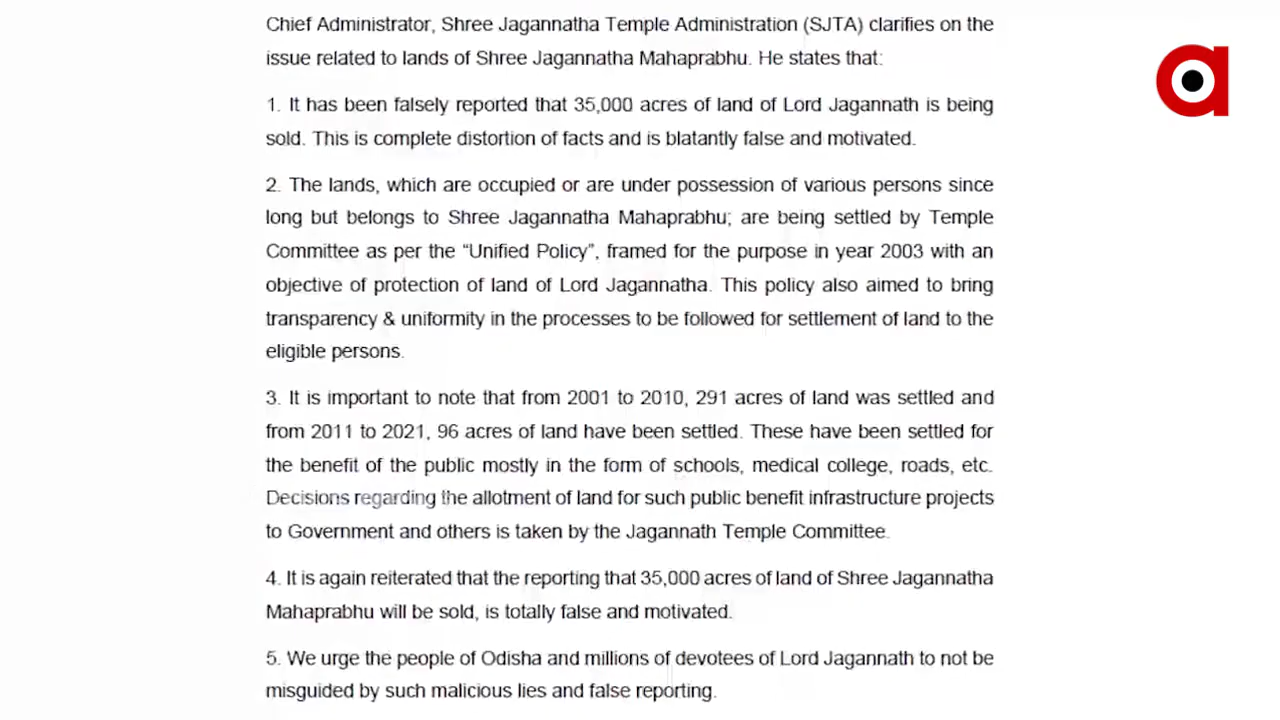 Chief Administrator, Shree Jagannatha Temple Administration (SJTA) clarifies on the
issue related to lands of Shree Jagannatha Mahaprabhu. He states that:
1. It has been falsely reported that 35,000 acres of land of Lord Jagannath is being
sold. This is complete distortion of facts and is blatantly false and motivated.
2. The lands, which are occupied or are under possession of various persons since
long but belongs to Shree Jagannatha Mahaprabhu; are being settled by Temple
Committee as per the “Unified Policy”, framed for the purpose in year 2003 with an
objective of protection of land of Lord Jagannatha. This policy also aimed to bring
transparency & uniformity in the processes to be followed for settlement of land to the
eligible persons.
3. It is important to note that from 2001 to 2010, 291 acres of land was settled and
from 2011 to 2021, 96 acres of land have been settled. These have been settled for
the benefit of the public mostly in the form of schools, medical college, roads, etc.
Decisions regarding the allotment of land for such public benefit infrastructure projects
to Government and others is taken by the Jagannath Temple Committee.
4. It is again reiterated that the reporting that 35,000 acres of land of Shree Jagannatha
Mahaprabhu will be sold, is totally false and motivated.
5. We urge the people of Odisha and millions of devotees of Lord Jagannath to not be
misguided by such malicious lies and false reporting.